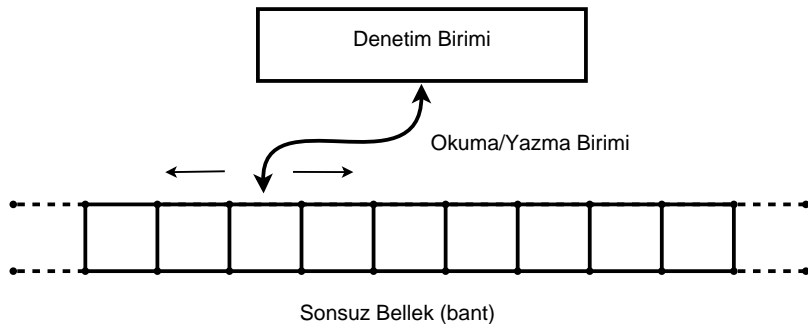 Denetim Birimi
Okuma/Yazma Birimi
Sonsuz Bellek (bant)